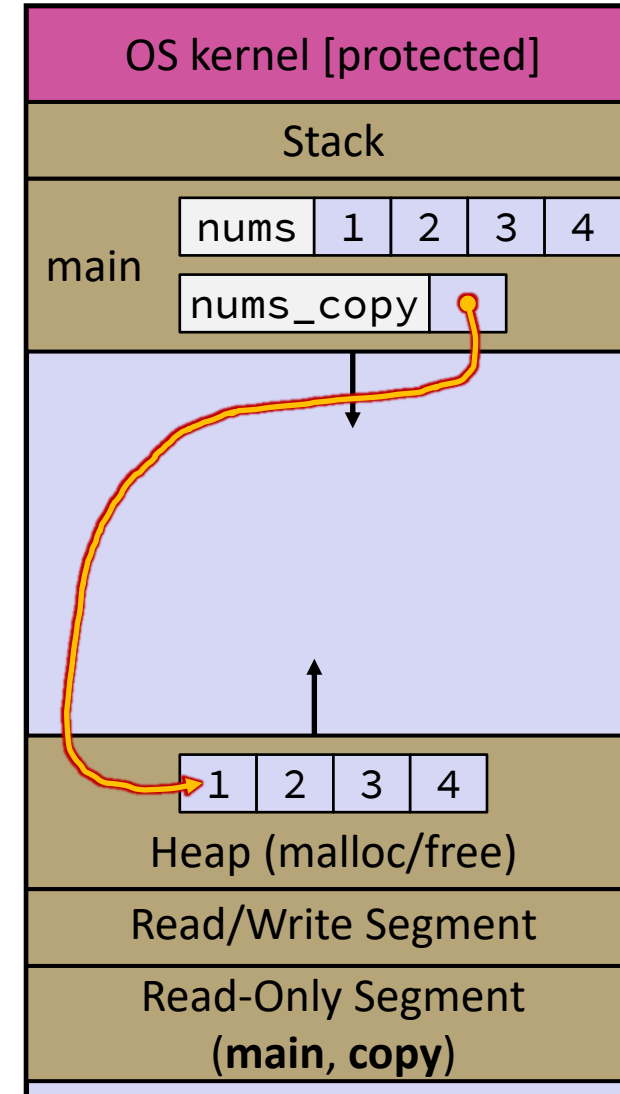 OS kernel [protected]
Stack
main
nums 1 2 3 4
nums_copy
1 2 3 4
Heap (malloc/free)
Read/Write Segment
Read-Only Segment
(main, copy)